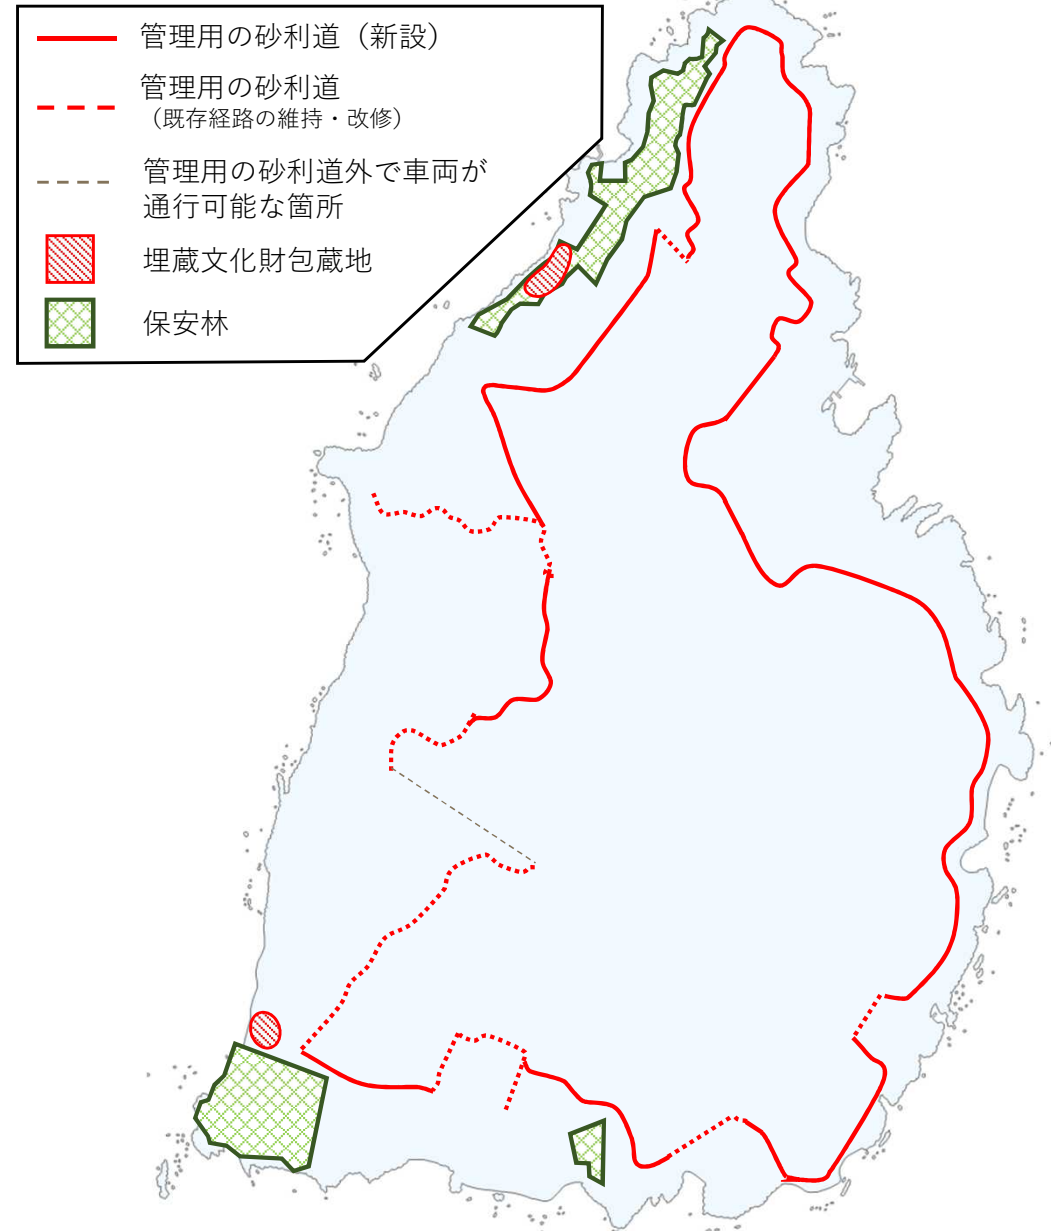 管理用の砂利道（新設）
管理用の砂利道
（既存経路の維持・改修）
管理用の砂利道外で車両が
通行可能な箇所
埋蔵文化財包蔵地
保安林